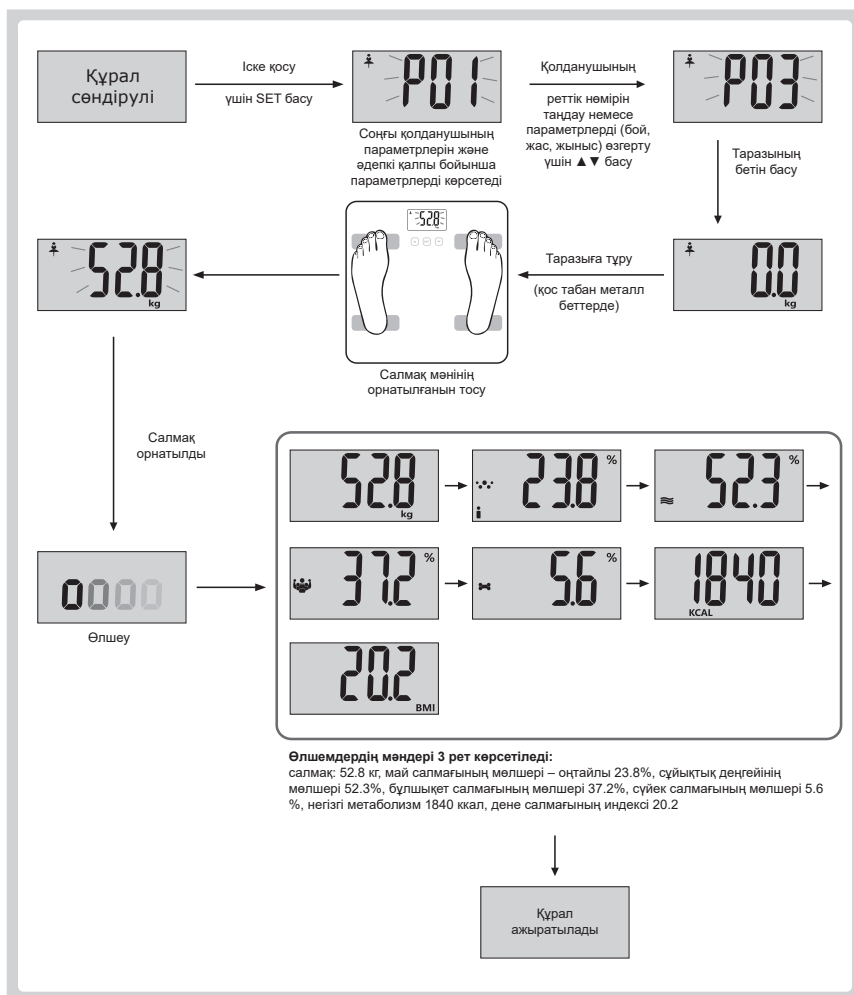 Құрал
сөндірулі
Іске қосу
үшін SET басу
P01
Соңғы қолданушының
параметрлерін және
әдепкі қалпы бойынша
параметрлерді көрсетеді
Қолданушының
реттік нөмірін
таңдау немесе
параметрлерді (бой,
жас, жыныс) өзгерту
үшін ▲▼ басу
P03
Таразының
бетін басу
0.0
kg
Таразыға тұру
(қос табан металл
беттерде)
52.8
Салмақ мәнінің
орнатылғанын тосу
52.8
kg
Салмақ
орнатылды
0000
Өлшеу
52.8
kg
23.8 %
52.3 %
37.2 %
5.6 %
1840
KCAL
20.2
BMI
Өлшемдердің мәндері 3 рет көрсетіледі:
салмақ: 52.8 кг, май салмағының мөлшері – оңтайлы 23.8%, сұйықтық деңгейінің
мөлшері 52.3%, бұлшықет салмағының мөлшері 37.2%, сүйек салмағының мөлшері 5.6
%, негізгі метаболизм 1840 ккал, дене салмағының индексі 20.2
Құрал
ажыратылады